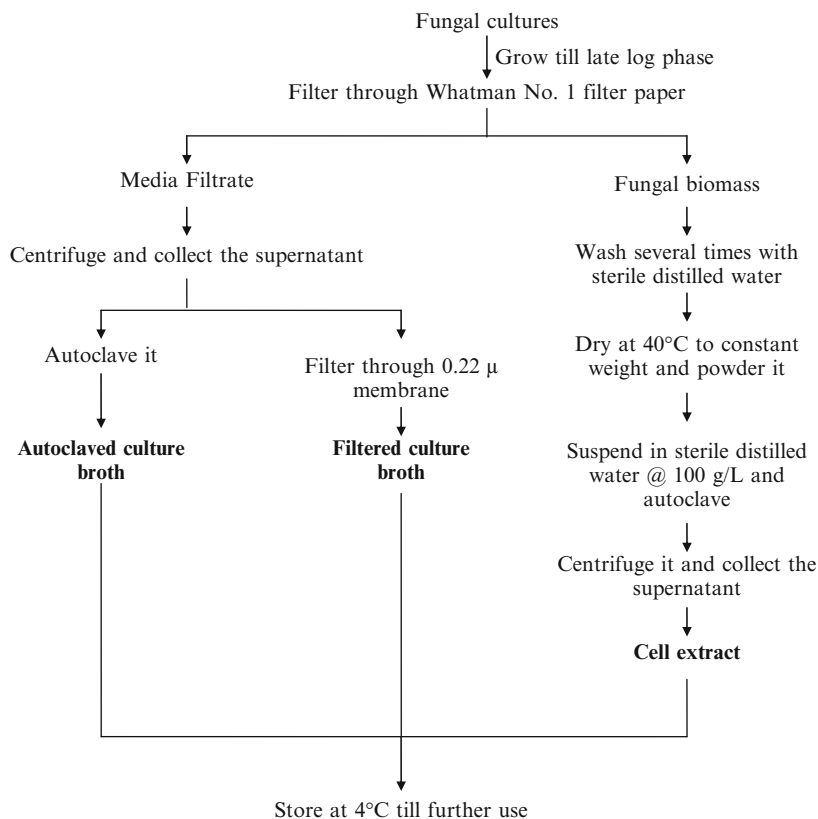 Fungal cultures
Grow till late log phase
Filter through Whatman No. 1 filter paper
Media Filtrate
Centrifuge and collect the supernatant
Autoclave it
Autoclaved culture
broth
Filter through 0.22 μ
membrane
Filtered culture
broth
Fungal biomass
Wash several times with
sterile distilled water
Dry at 40°C to constant
weight and powder it
Suspend in sterile distilled
water @ 100 g/L and
autoclave
Centrifuge it and collect the
supernatant
Cell extract
Store at 4°C till further use